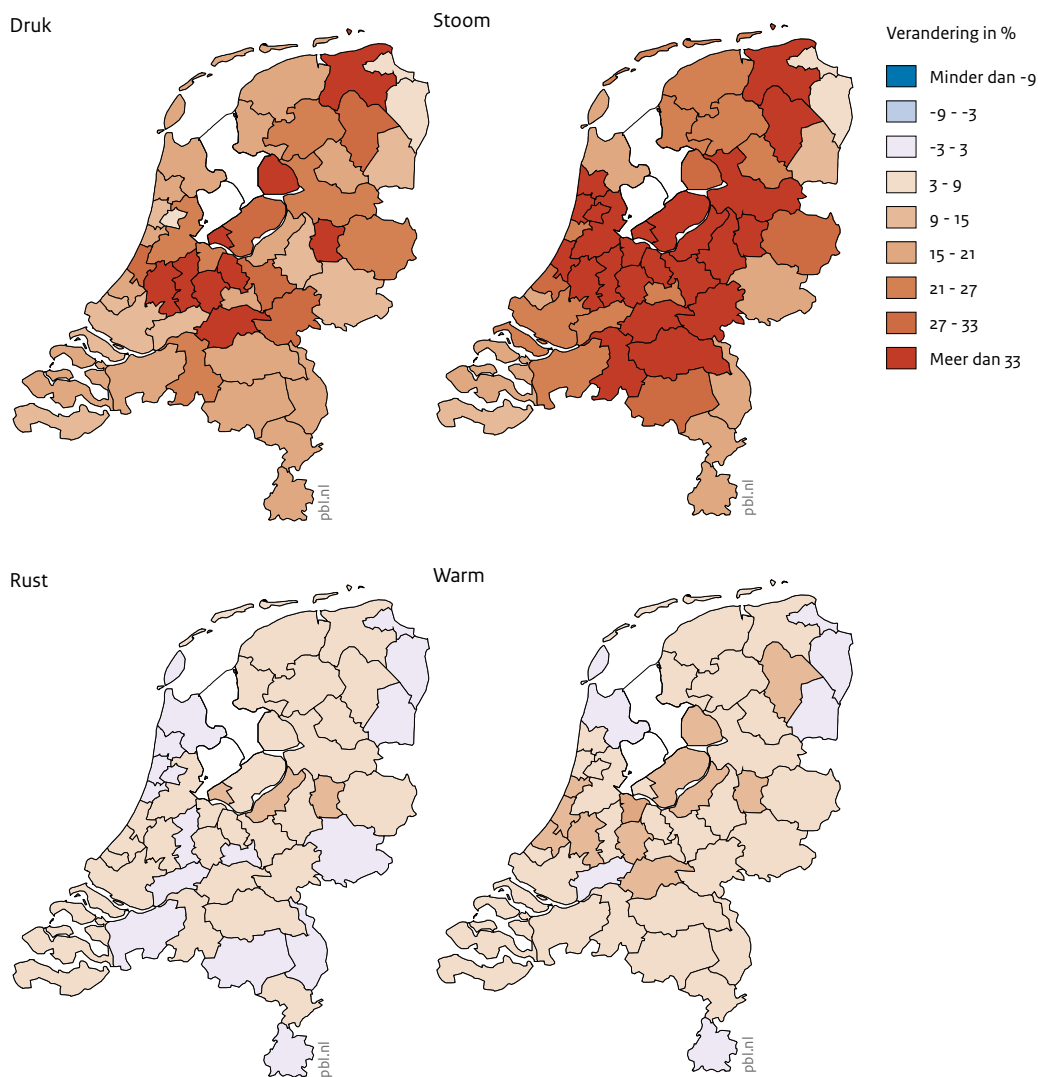 Druk
Stoom
Verandering in %
Minder dan -9
-9 - -3
-3 - 3
3 - 9
9 - 15
15 - 21
21 - 27
27 - 33
Meer dan 33
pbl.nl
pbl.nl
Rust
Warm
pbl.nl
pbl.nl